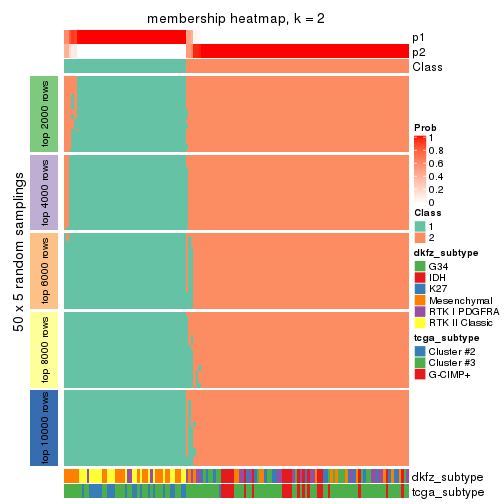 membership heatmap, k = 2
p1
p2
Class
50 x 5 random samplings
top 2000 rows
top 4000 rows
top 6000 rows
top 8000 rows
top 10000 rows
Prob
1
0.8
0.6
0.4
0.2
0
Class
1
2
dkfz_subtype
G34
IDH
K27
Mesenchymal
RTK I PDGFRA
RTK II Classic
tcga_subtype
Cluster #2
Cluster #3
G-CIMP+
dkfz_subtype
tcga_subtype